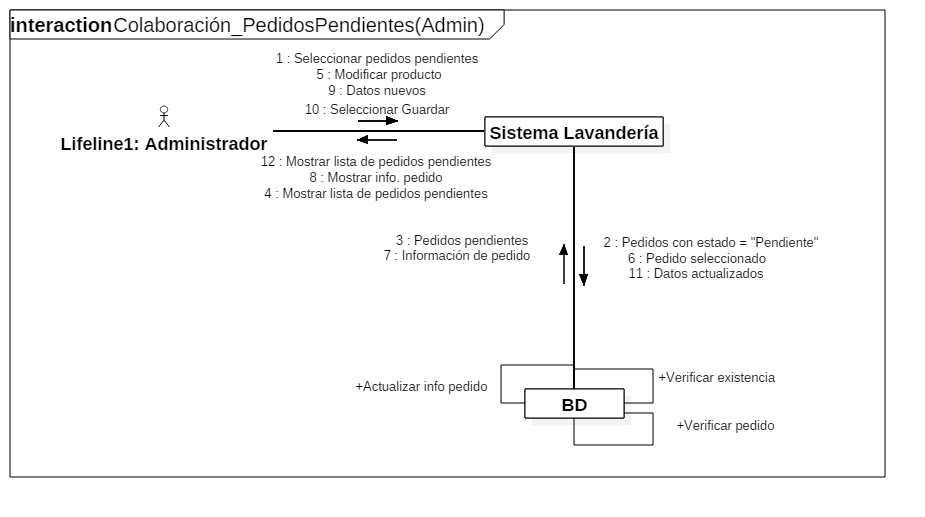 interaction Colaboración_PedidosPendientes(Admin)
1 : Seleccionar pedidos pendientes
5 : Modificar producto
9 : Datos nuevos
10 : Seleccionar Guardar
Lifeline1: Administrador
Sistema Lavandería
12 : Mostrar lista de pedidos pendientes
8 : Mostrar info. pedido
4 : Mostrar lista de pedidos pendientes
3 : Pedidos pendientes
7 : Información de pedido
2 : Pedidos con estado = "Pendiente"
6 : Pedido seleccionado
11 : Datos actualizados
+Actualizar info pedido
+Verificar existencia
BD
+Verificar pedido